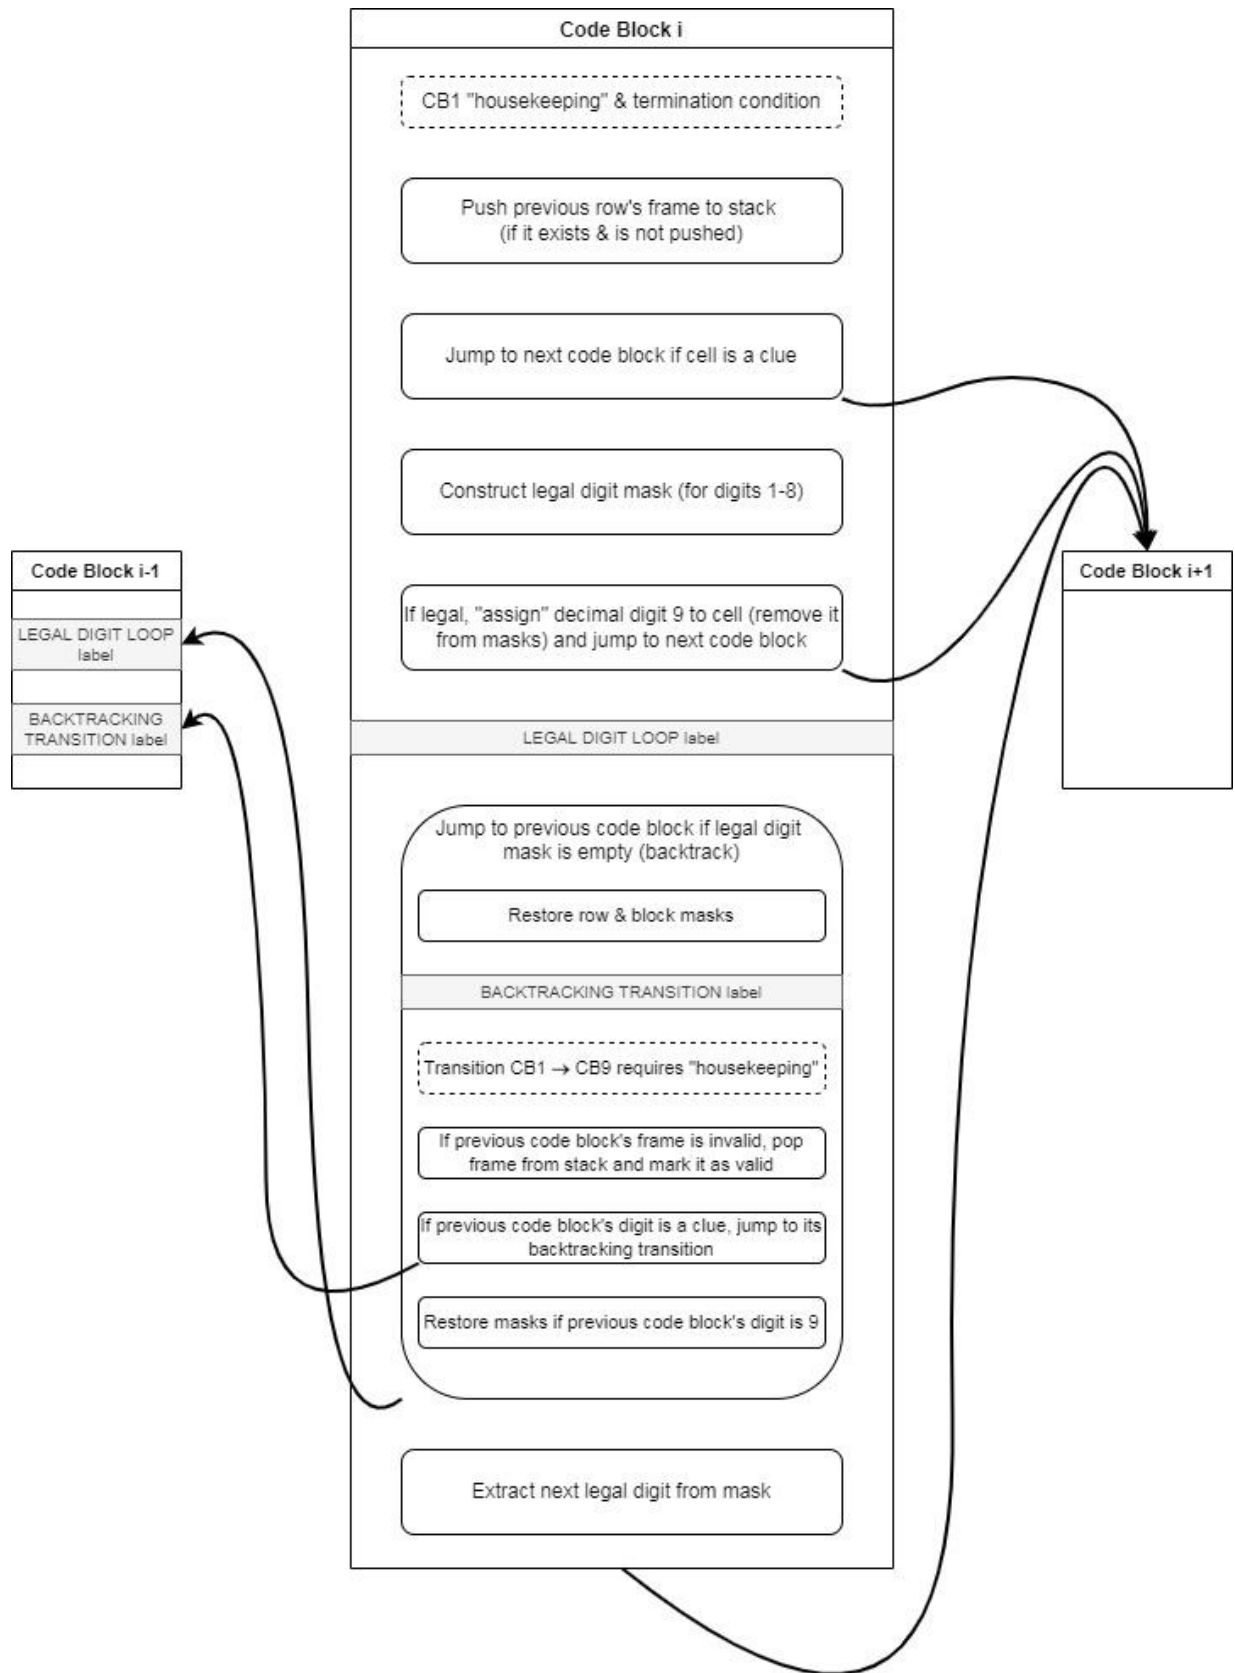 Code Block i
CB1 "housekeeping" & termination condition
Push previous row's frame to stack
(if it exists & is not pushed)
Jump to next code block if cell is a clue
Construct legal digit mask (for digits 1-8)
Code Block i-1
LEGAL DIGIT LOOP
label
BACKTRACKING
TRANSITION label
Code Block i+1
If legal, "assign" decimal digit 9 to cell (remove it
from masks) and jump to next code block
LEGAL DIGIT LOOP label
Jump to previous code block if legal digit
mask is empty (backtrack)
Restore row & block masks
BACKTRACKING TRANSITION label
Transition CB1 → CB9 requires "housekeeping"
If previous code block's frame is invalid, pop
frame from stack and mark it as valid
If previous code block's digit is a clue, jump to its
backtracking transition
Restore masks if previous code block's digit is 9
Extract next legal digit from mask